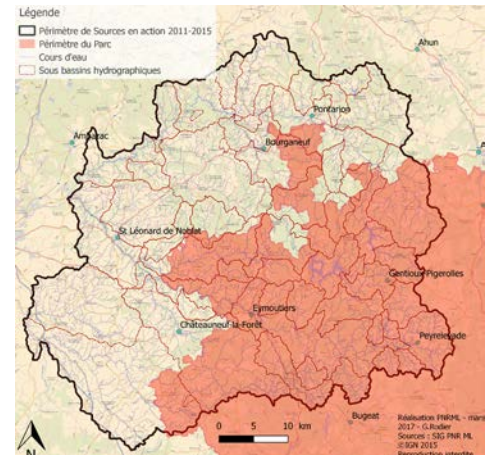 Légende
Périmètre de Sources en action 2011-2015
Périmètre du Parc
Cours d'eau
Sous bassins hydrographiques
Ahun
Pontarion
Bourganeuf
St Léonard de Noblat
Gentioux-Pigerolles
Eymoutiers
Châteauneuf-la-Forêt
Peyrelevade
Bugeat
0 5 10 km
N
Réalisation PNRML - mars
2017 - G.Rodier
Sources : SIG PNR ML
©IGN 2015
Reproduction interdite